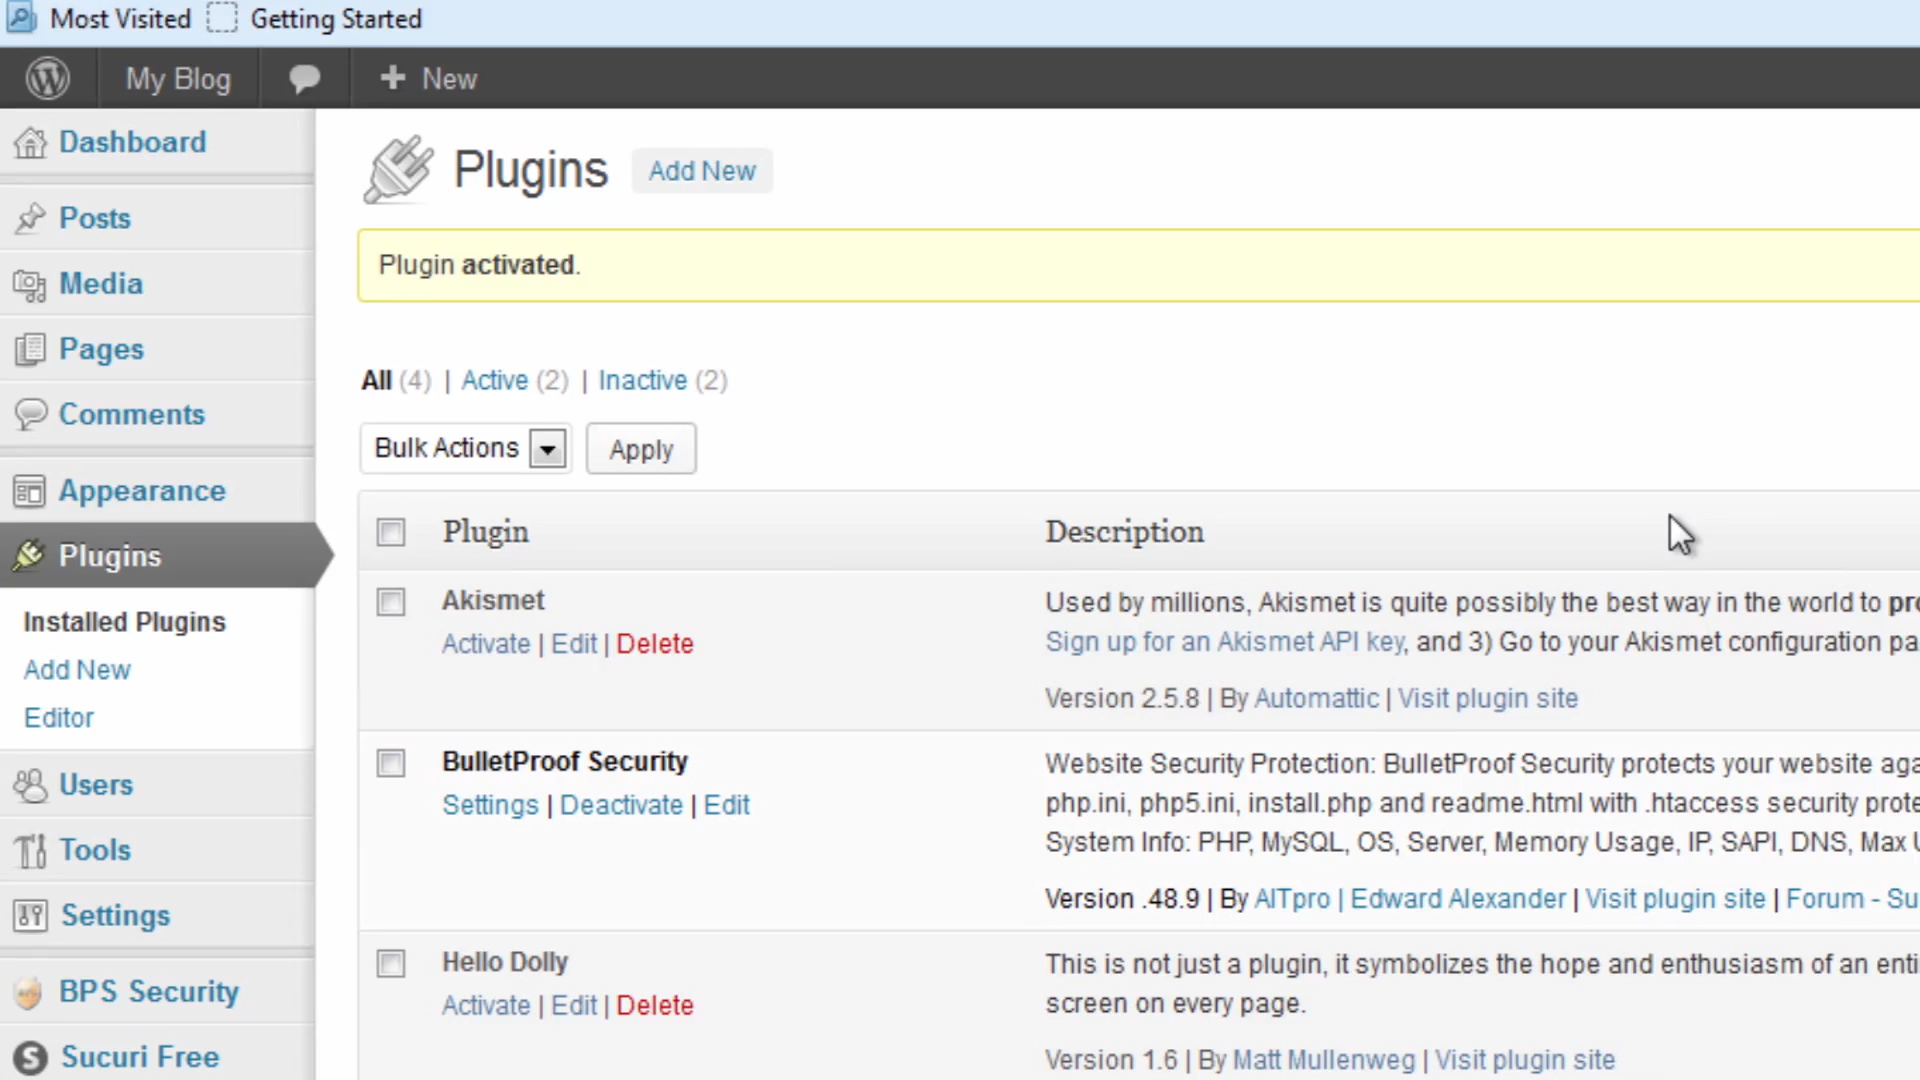 Most Visited Getting Started
My Blog New
Dashboard
Posts
Media
Pages
Comments
Appearance
Plugins
Installed Plugins
Add New
Editor
Users
Tools
Settings
BPS Security
Sucuri Free
Plugins Add New
Plugin activated.
All (4) | Active (2) | Inactive (2)
Bulk Actions Apply
Plugin Description
Akismet
Activate | Edit | Delete
Used by millions, Akismet is quite possibly the best way in the world to
Sign up for an Akismet API key, and 3) Go to your Akismet configuration
Version 2.5.8 | By Automattic | Visit plugin site
BulletProof Security
Settings | Deactivate | Edit
Website Security Protection: BulletProof Security protects your website
php.ini, php5.ini, install.php and readme.html with .htaccess security
System Info: PHP, MySQL, OS, Server, Memory Usage, IP, SAPI, DNS, Max
Version .48.9 | By AITpro | Edward Alexander | Visit plugin site | Forum -
Hello Dolly
Activate | Edit | Delete
This is not just a plugin, it symbolizes the hope and enthusiasm of an
screen on every page.
Version 1.6 | By Matt Mullenweg | Visit plugin site